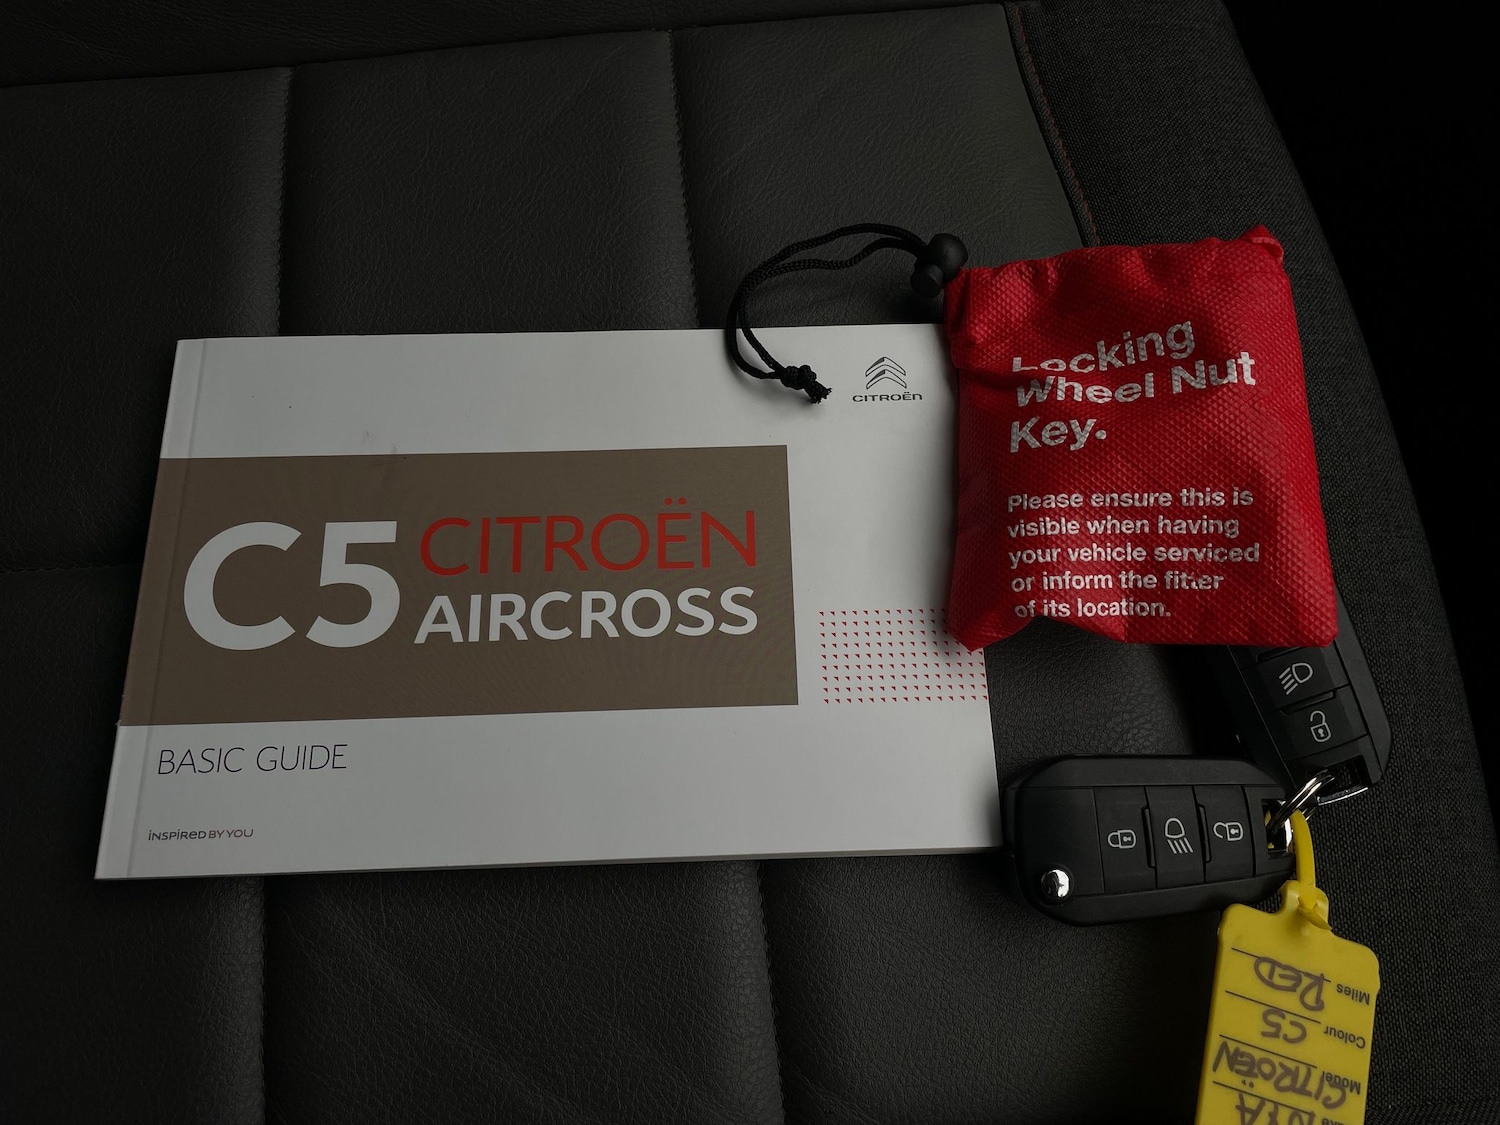 CITROËN
C5 CITROËN
AIRCROSS
BASIC GUIDE
INSPIRED BY YOU
Locking
Wheel Nut
Key.
Please ensure this is
visible when having
your vehicle serviced
or inform the fitter
of its location.
Model
CITROËN
Colour
C5
Miles
RED